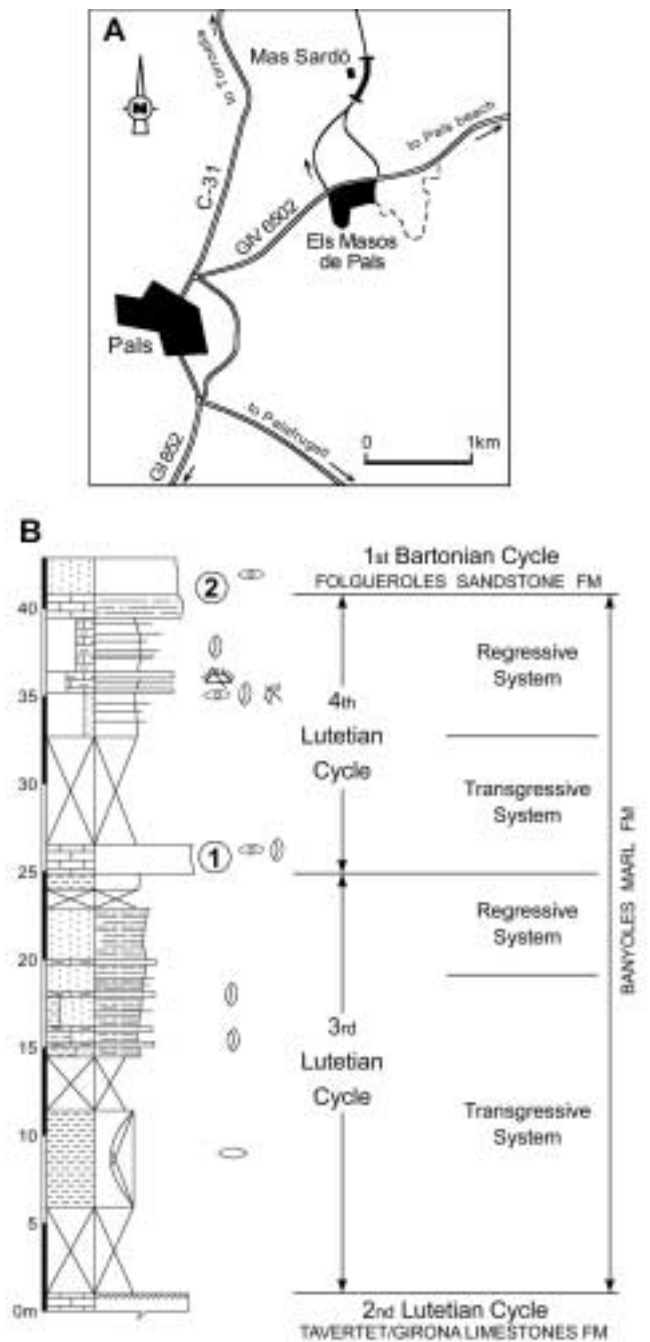 A
N
to Torroella
Mas Sardó
to Pals beach
C-31
GIV 6502
Els Masos
de Pals
Pals
to Palafrugell
GI 652
0 1km
B
1st Bartonian Cycle
FOLGUEROLES SANDSTONE FM
2
40
Regressive
System
35
4th
Lutetian
Cycle
30
Transgressive
System
1
25
Regressive
System
20
BANYOLES MARL FM
3rd
Lutetian
Cycle
15
Transgressive
System
10
5
0m
2nd Lutetian Cycle
TAVERTET/GIRONA LIMESTONES FM